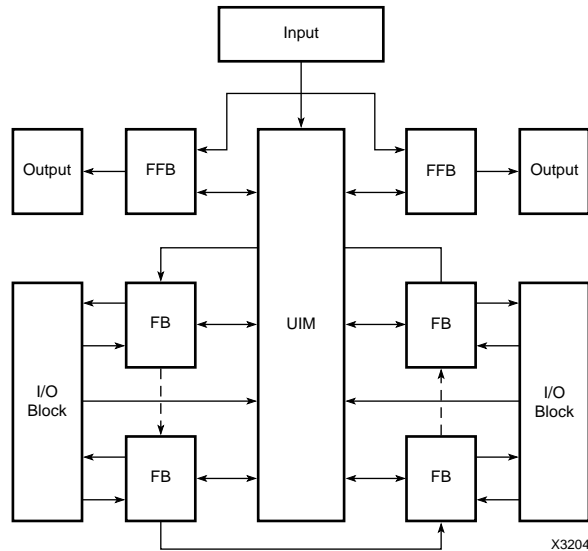 Input
Output
FFB
FFB
Output
FB
UIM
FB
I/O
Block
I/O
Block
FB
FB
X3204